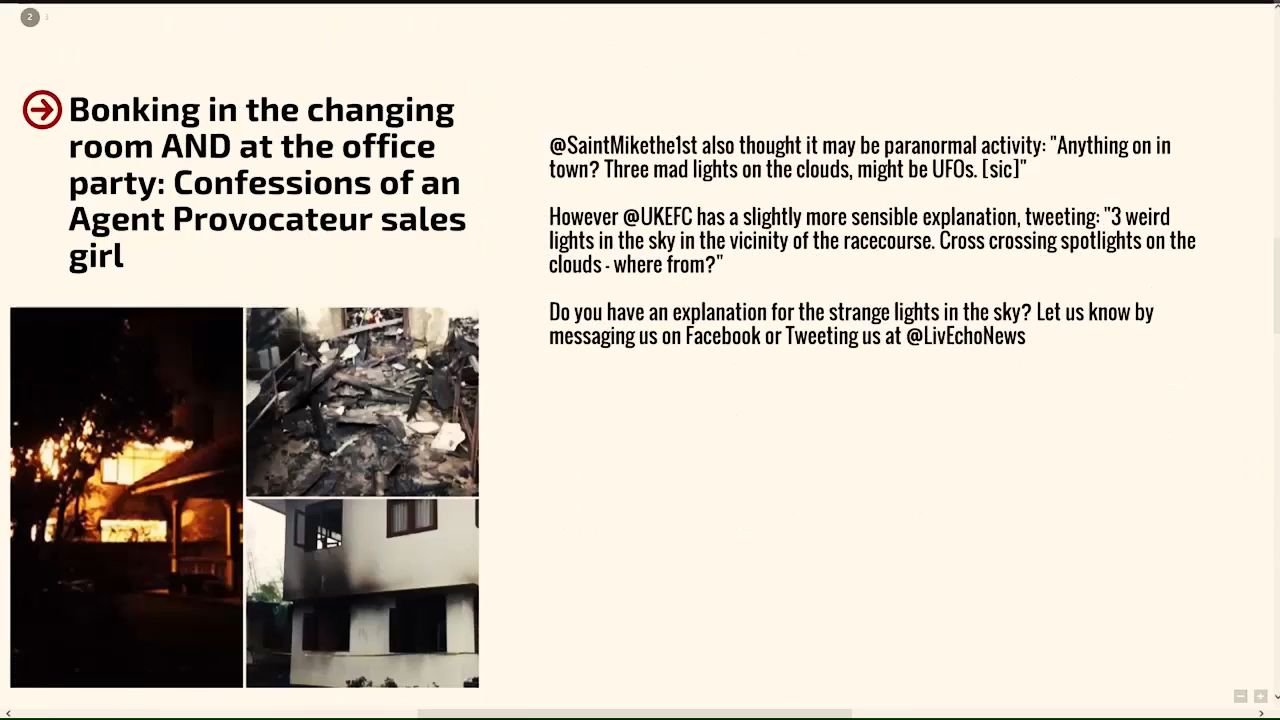 2 3
Bonking in the changing
room AND at the office
party: Confessions of an
Agent Provocateur sales
girl
@SaintMikethe1st also thought it may be paranormal activity: "Anything on in
town? Three mad lights on the clouds, might be UFOs. [sic]"
However @UKEFC has a slightly more sensible explanation, tweeting: "3 weird
lights in the sky in the vicinity of the racecourse. Cross crossing spotlights on the
clouds - where from?"
Do you have an explanation for the strange lights in the sky? Let us know by
messaging us on Facebook or Tweeting us at @LivEchoNews